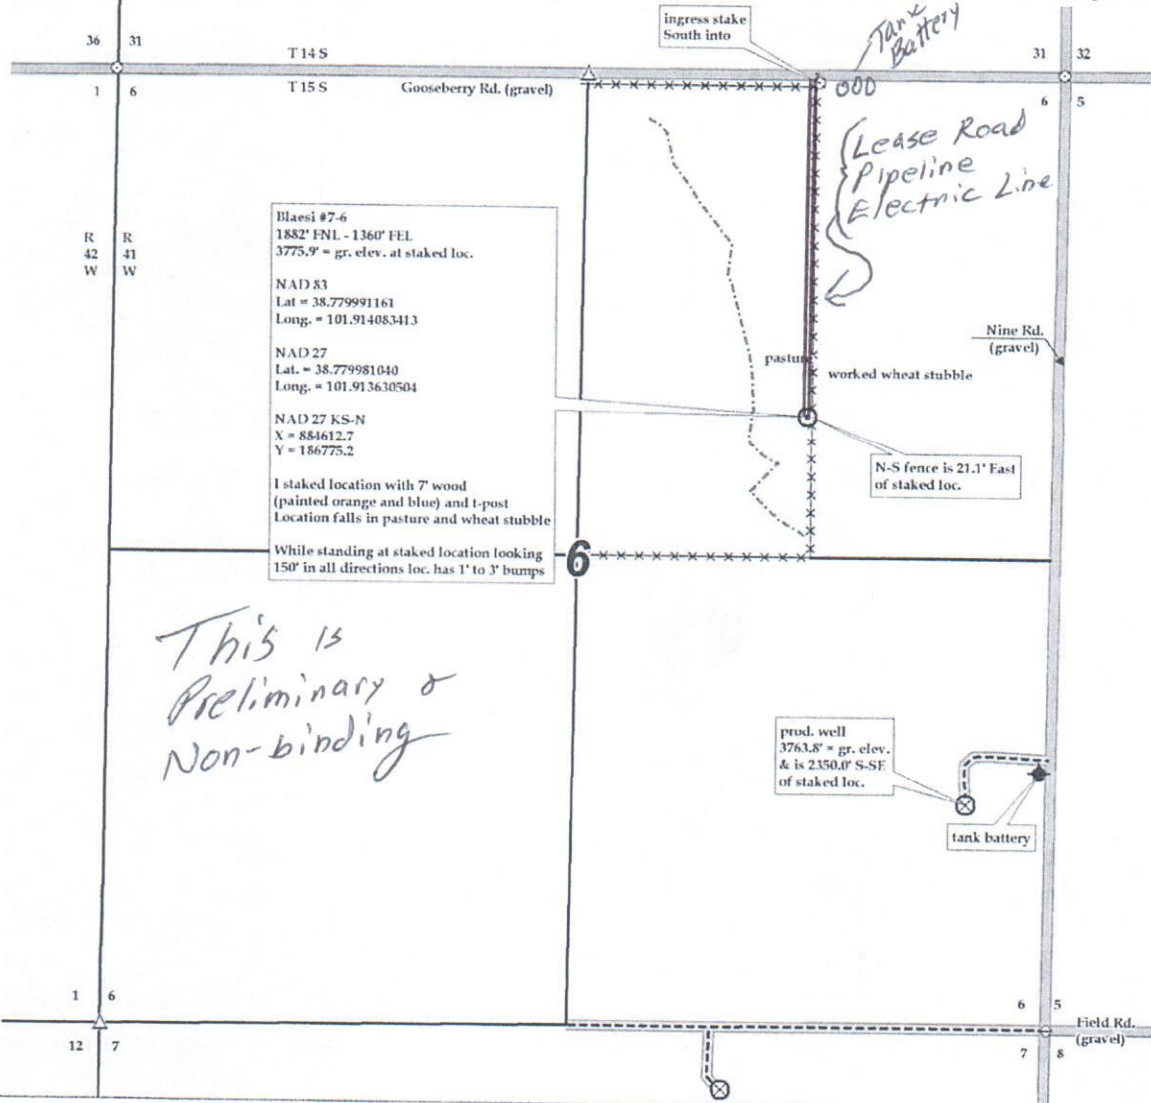 ingress stake
South into
Tank
Battery
36 31
T 14 S
31 32
1 6
T 15 S
Gooseberry Rd. (gravel)
000
6 5
Lease Road
Pipeline
Electric Line
R R
42 41
W W
Blaesi #7-6
1882' FNL - 1360' FEL
3775.9' = gr. elev. at staked loc.
NAD 83
Lat = 38.779991161
Long. = 101.914083413
NAD 27
Lat. = 38.779981040
Long. = 101.913630504
NAD 27 KS-N
X = 884612.7
Y = 186775.2
I staked location with 7' wood
(painted orange and blue) and t-post
Location falls in pasture and wheat stubble
While standing at staked location looking
150' in all directions loc. has 1' to 3' bumps
Nine Rd.
(gravel)
pasture
worked wheat stubble
N-S fence is 21.1' East
of staked loc.
6
This is
Preliminary &
Non-binding
prod. well
3763.8' = gr. elev.
& is 2350.0' S-SE
of staked loc.
tank battery
1 6
6 5
Field Rd.
(gravel)
12 7
7 8